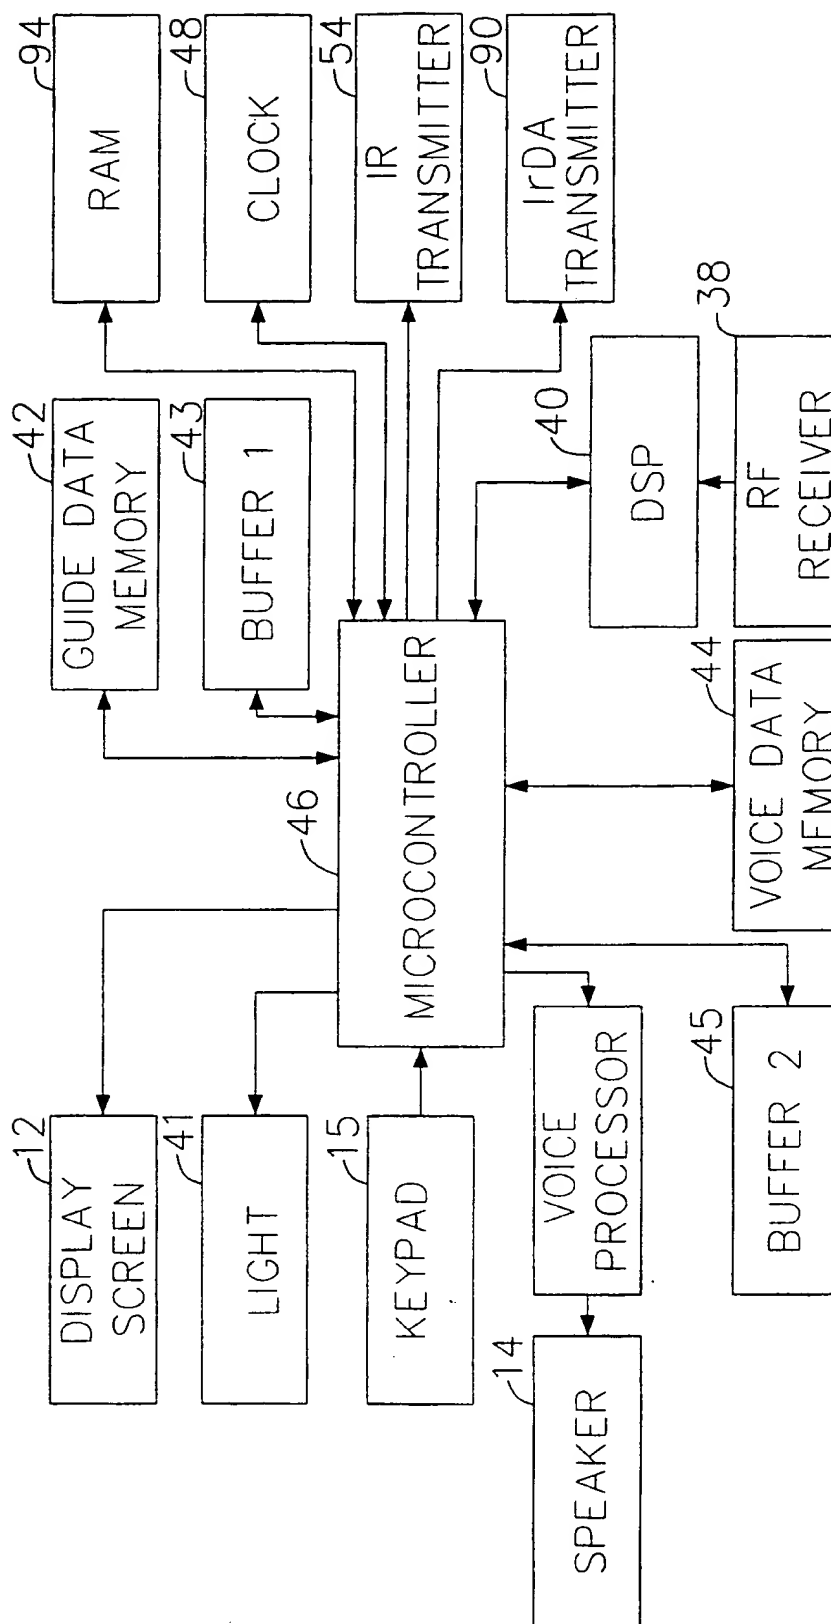 12
DISPLAY
SCREEN
41
LIGHT
15
KEYPAD
14
SPEAKER
VOICE
PROCESSOR
45
BUFFER 2
46
MICROCONTROLLER
42
GUIDE DATA
MEMORY
43
BUFFER 1
44
VOICE DATA
MEMORY
94
RAM
48
CLOCK
54
IR
TRANSMITTER
90
IrDA
TRANSMITTER
40
DSP
38
RF
RECEIVER